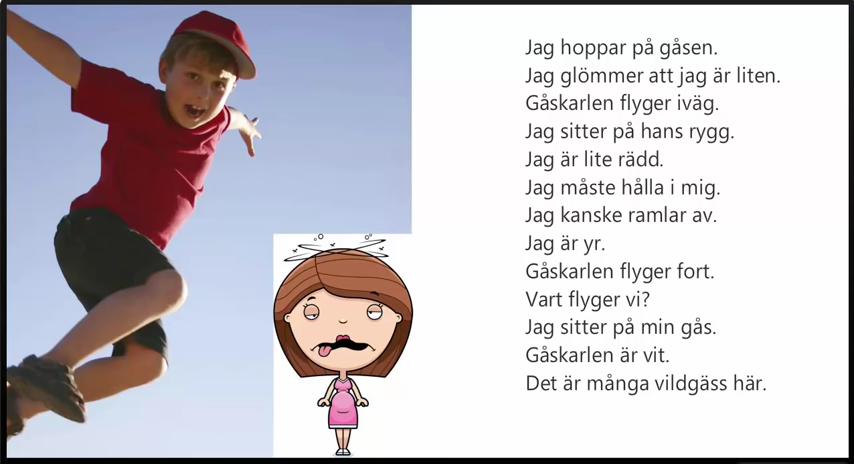 Jag hoppar på gåsen.
Jag glömmer att jag är liten.
Gåskarlen flyger iväg.
Jag sitter på hans rygg.
Jag är lite rädd.
Jag måste hålla i mig.
Jag kanske ramlar av.
Jag är yr.
Gåskarlen flyger fort.
Vart flyger vi?
Jag sitter på min gås.
Gåskarlen är vit.
Det är många vildgäss här.